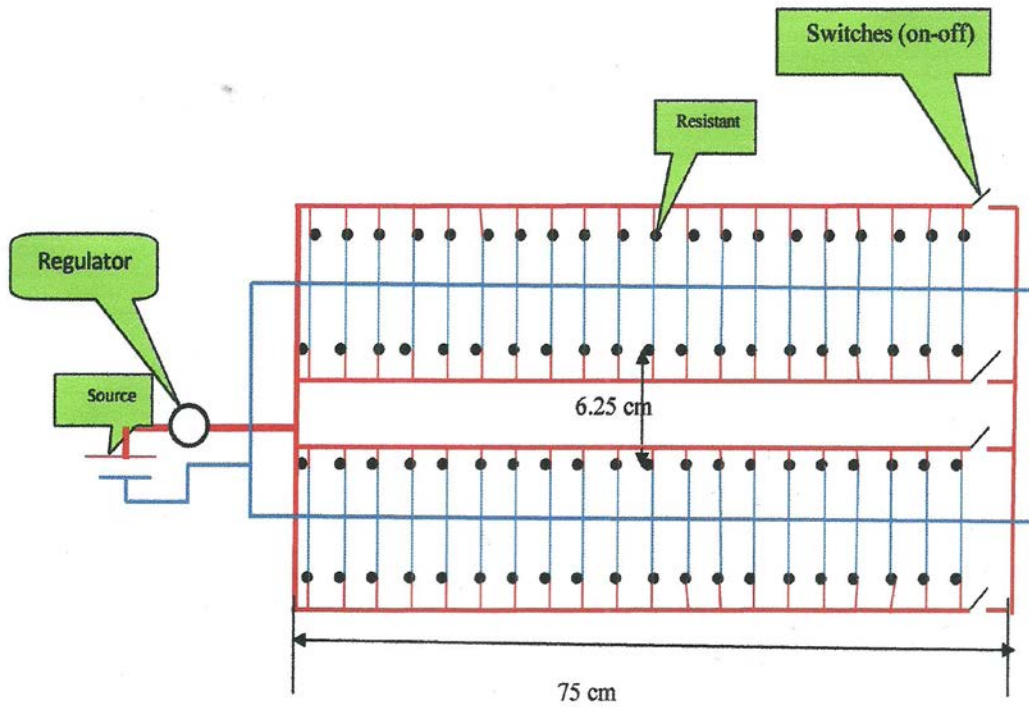 Switches (on-off)
Resistant
Regulator
Source
6.25 cm
75 cm